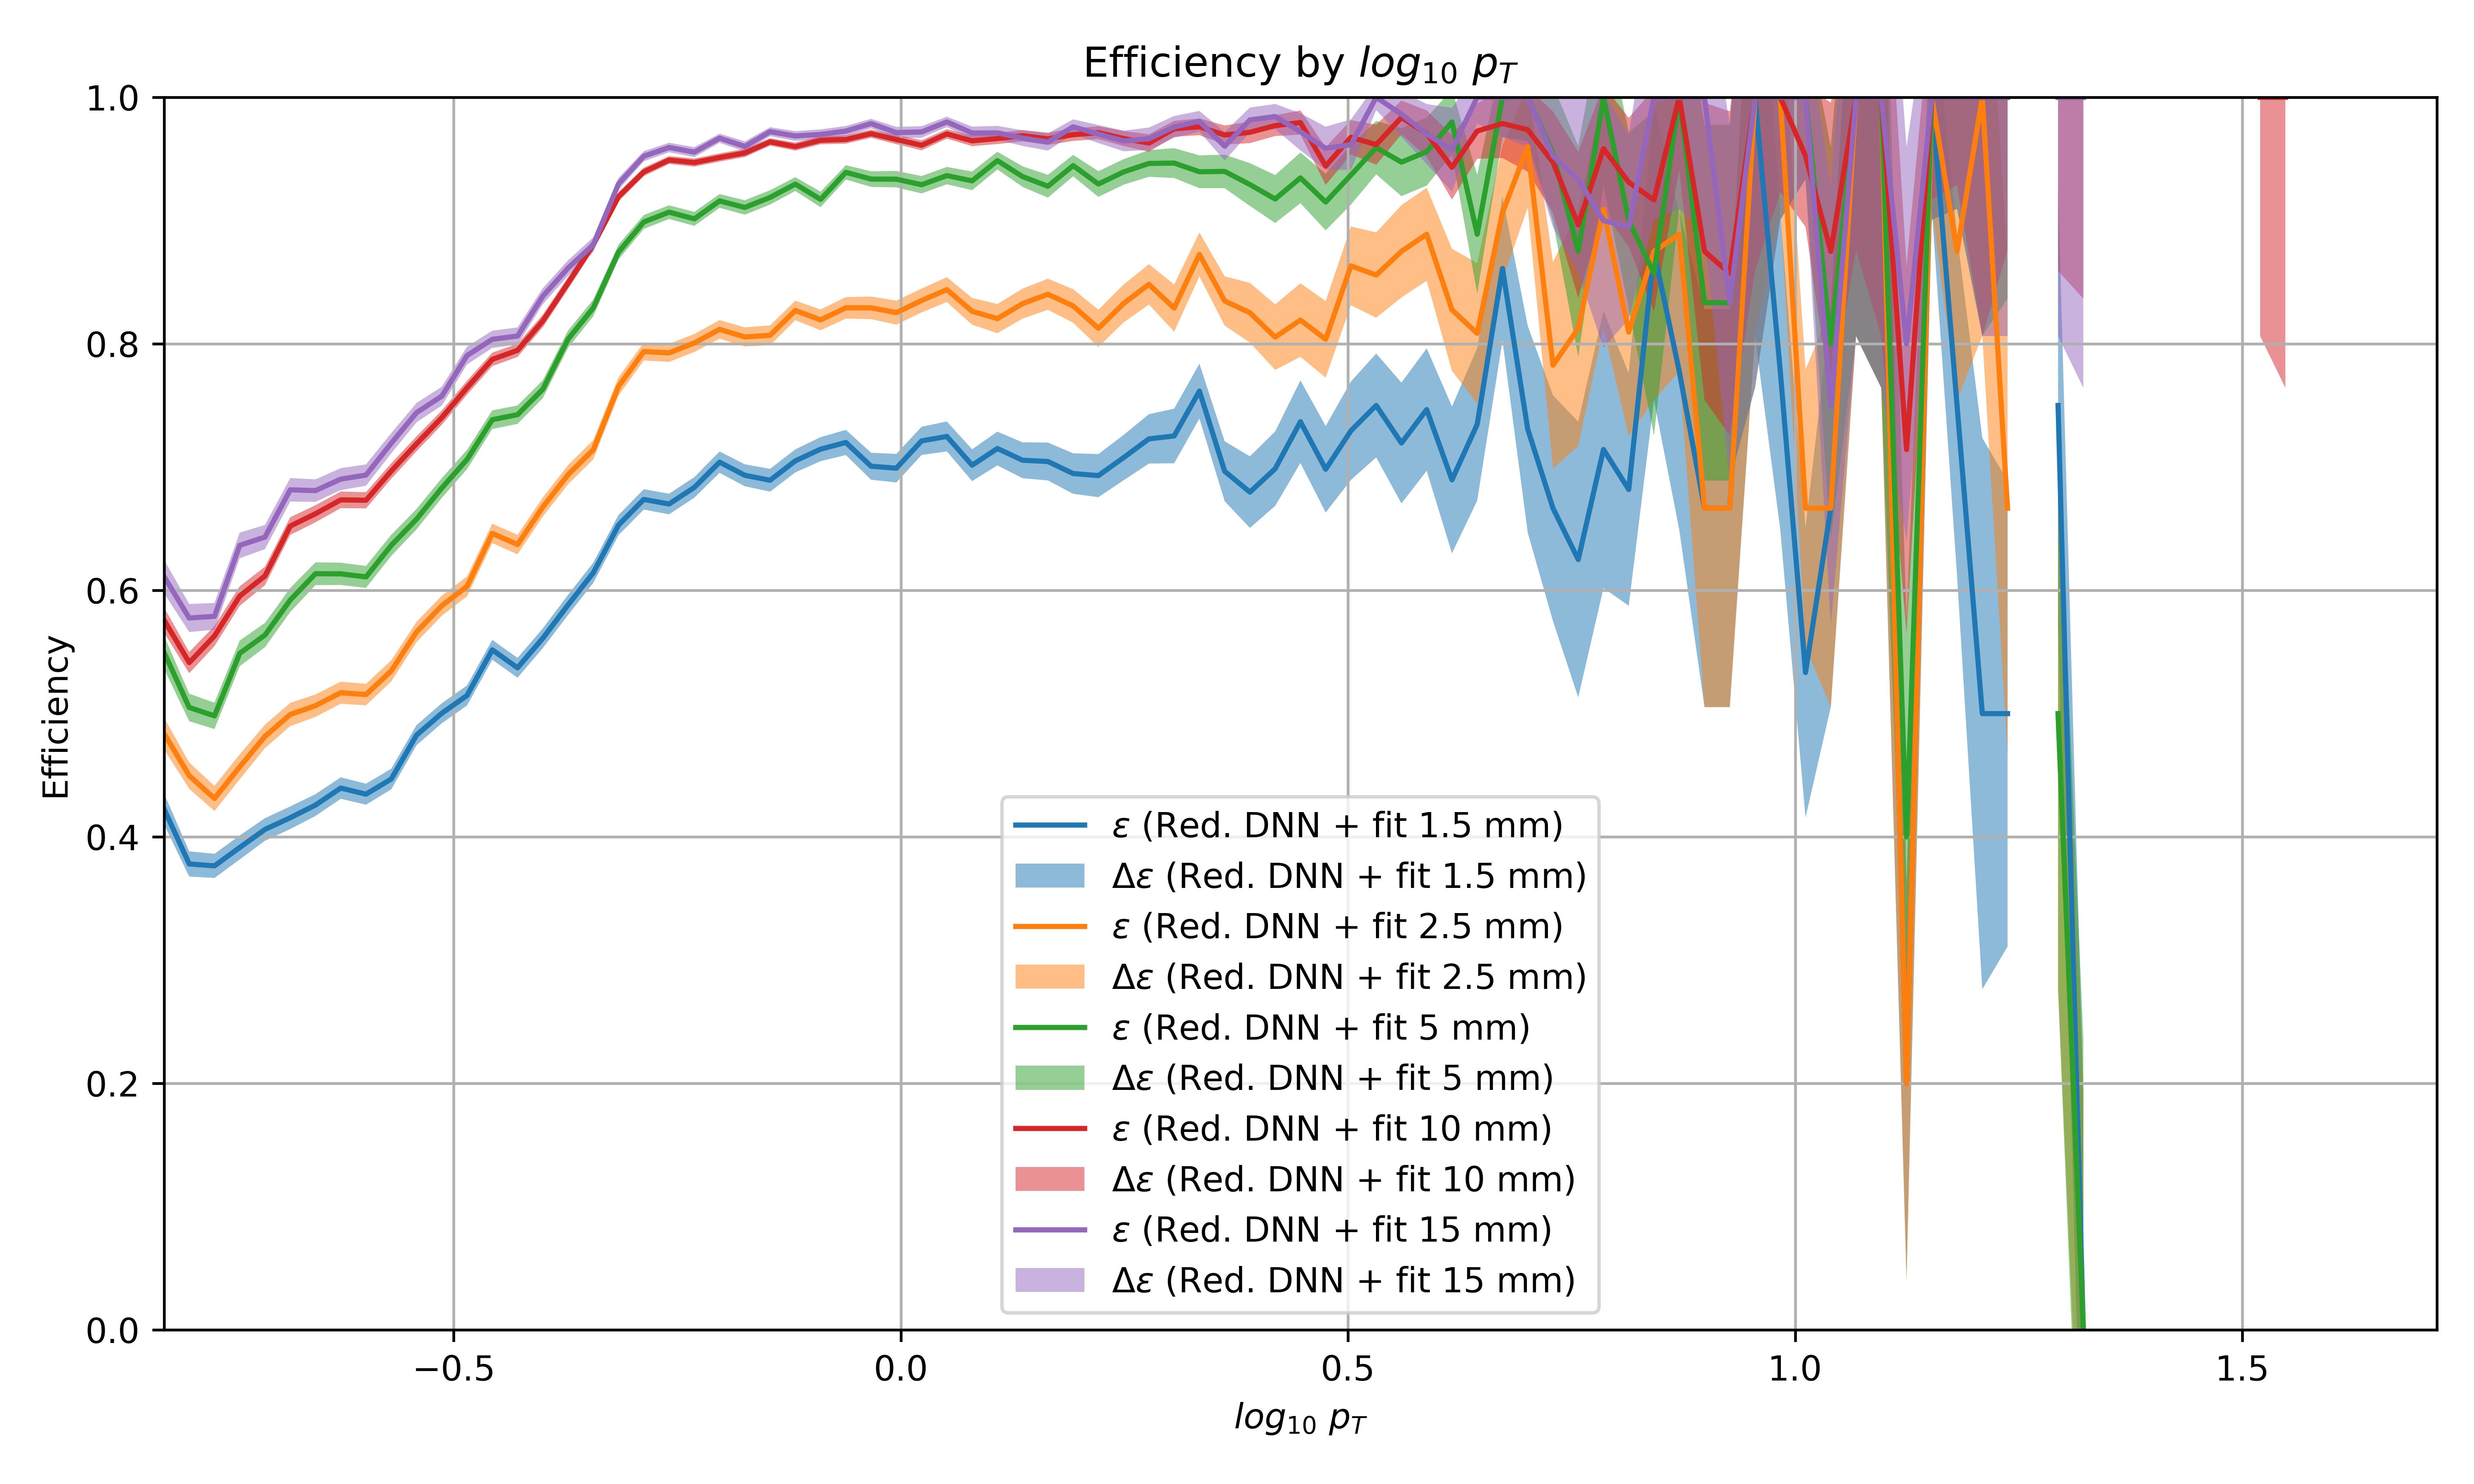 Efficiency by log₁₀ p_T
1.0
0.8
0.6
0.4
0.2
0.0
Efficiency
−0.5
0.0
0.5
1.0
1.5
log₁₀ p_T
ε (Red. DNN + fit 1.5 mm)
Δε (Red. DNN + fit 1.5 mm)
ε (Red. DNN + fit 2.5 mm)
Δε (Red. DNN + fit 2.5 mm)
ε (Red. DNN + fit 5 mm)
Δε (Red. DNN + fit 5 mm)
ε (Red. DNN + fit 10 mm)
Δε (Red. DNN + fit 10 mm)
ε (Red. DNN + fit 15 mm)
Δε (Red. DNN + fit 15 mm)